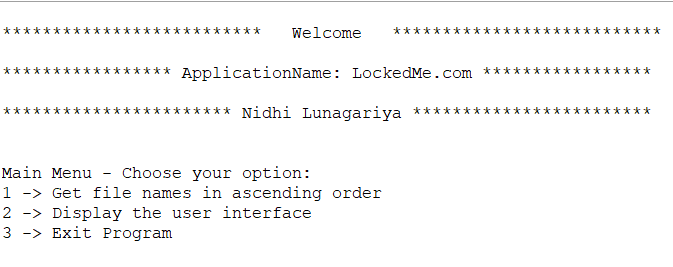 **************************   Welcome   ***************************
***************** ApplicationName: LockedMe.com *****************
*********************** Nidhi Lunagariya ************************
Main Menu - Choose your option:
1 -> Get file names in ascending order
2 -> Display the user interface
3 -> Exit Program